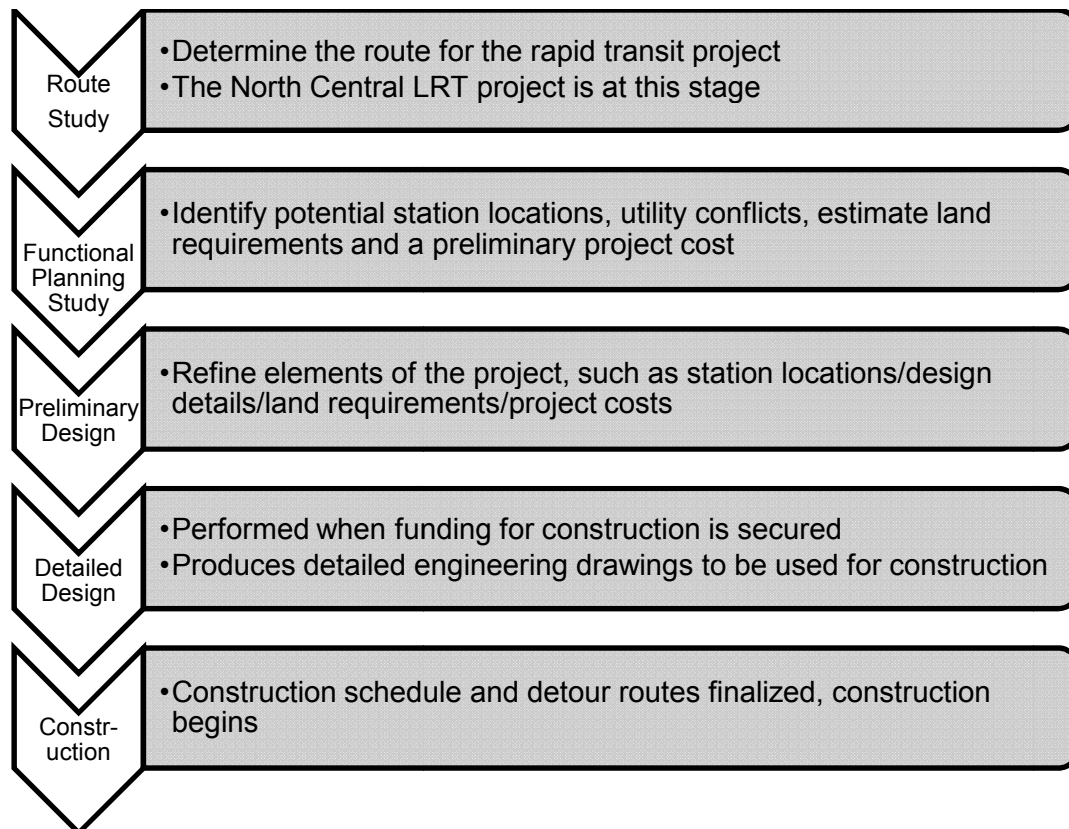 Route
Study
•Determine the route for the rapid transit project
•The North Central LRT project is at this stage
Functional
Planning
Study
•Identify potential station locations, utility conflicts, estimate land
requirements and a preliminary project cost
Preliminary
Design
•Refine elements of the project, such as station locations/design
details/land requirements/project costs
Detailed
Design
•Performed when funding for construction is secured
•Produces detailed engineering drawings to be used for construction
Constr-
uction
•Construction schedule and detour routes finalized, construction
begins